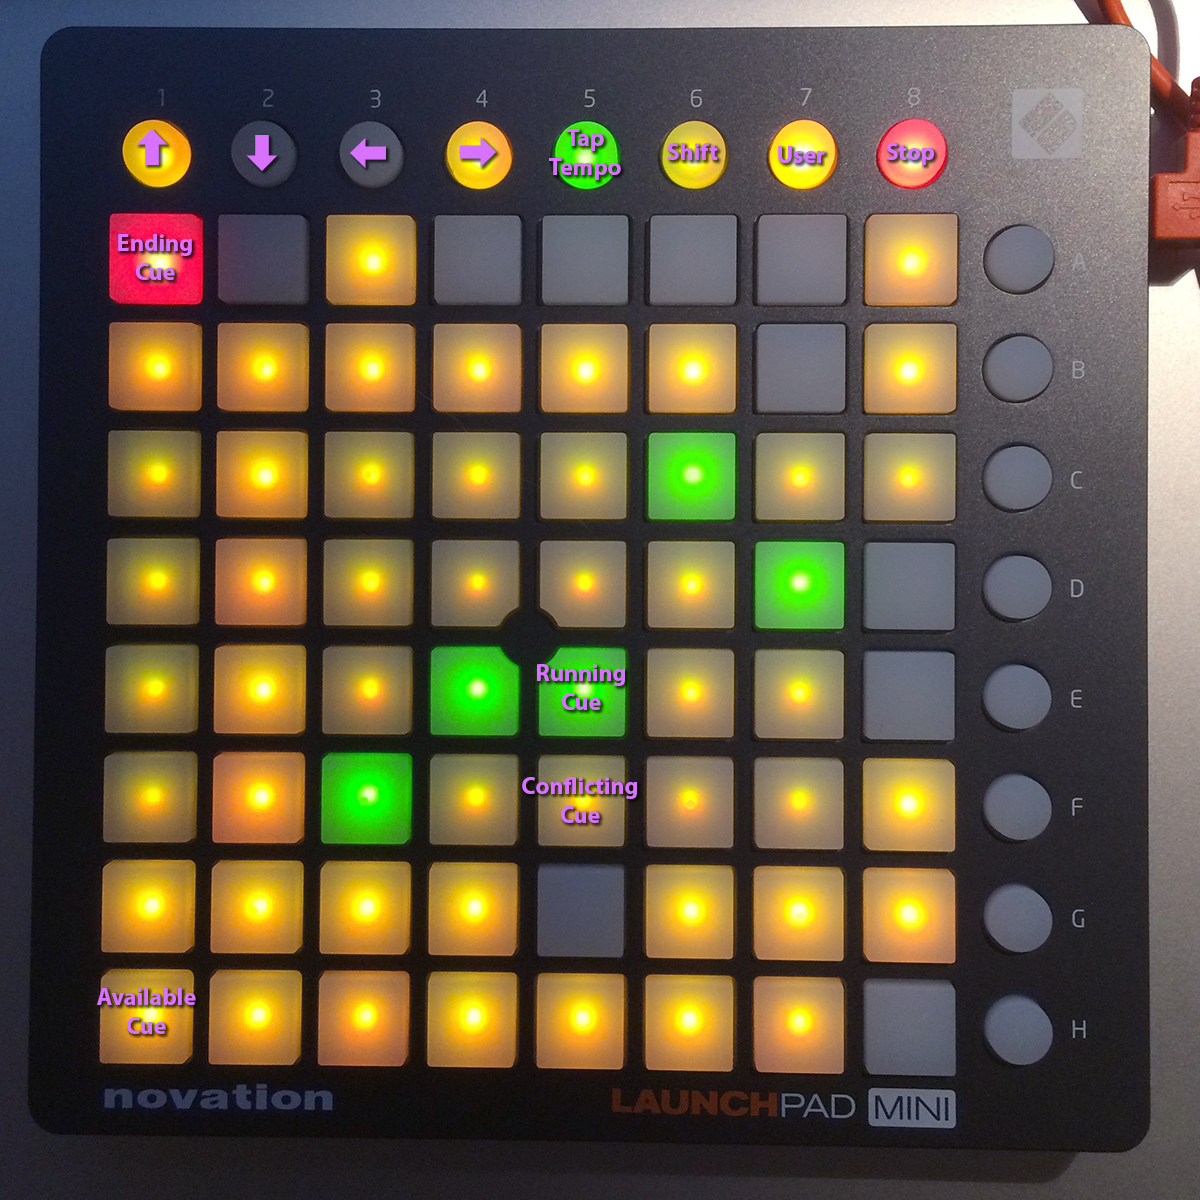 1 2 3 4 5 6 7 8
Tap
Tempo
Shift
User
Stop
Ending
Cue
A
B
C
D
Running
Cue
E
Conflicting
Cue
F
G
Available
Cue
H
novation
LAUNCHPAD MINI